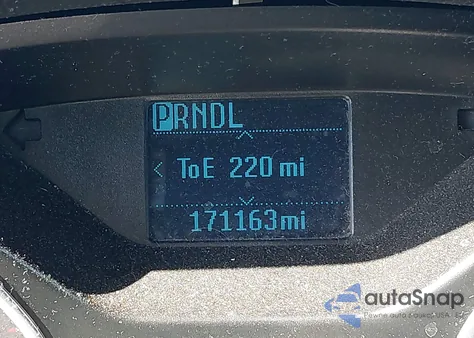 PRNDL
< ToE 220 mi
171163mi
autoSnap